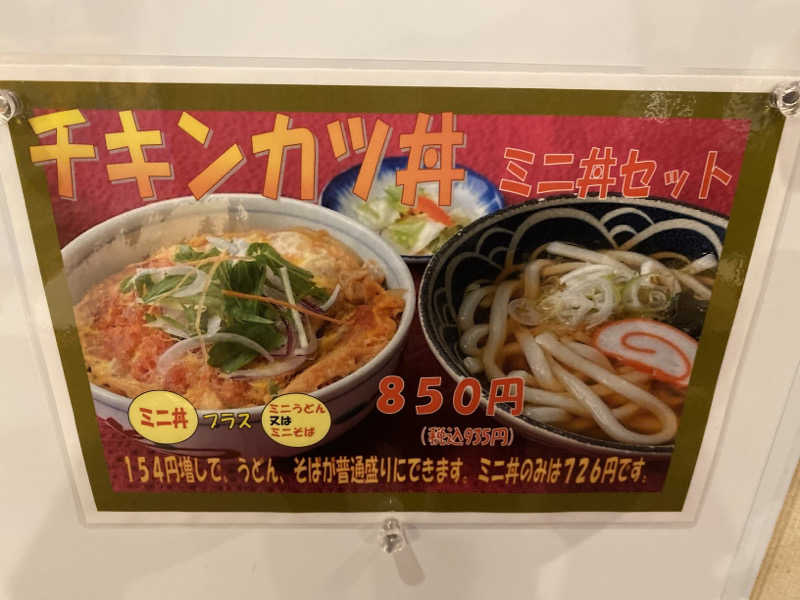 チキンカツ丼 ミニ丼セット
ミニ丼 プラス ミニうどん
又は
ミニそば
850円
(税込935円)
154円増しで、うどん、そばが普通盛りにできます。ミニ丼のみは726円です。